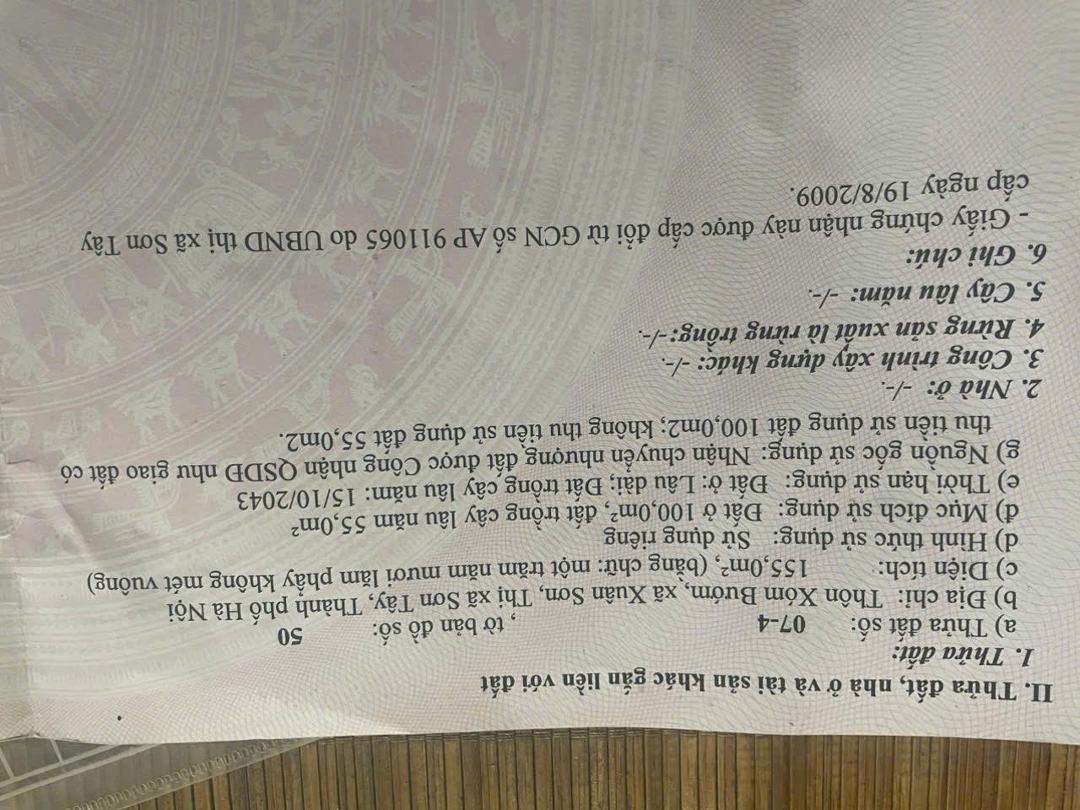 II. Thửa đất, nhà ở và tài sản khác gắn liền với đất
1. Thửa đất:
a) Thửa đất số: 07-4 , tờ bản đồ số: 50
b) Địa chỉ: Thôn Xóm Bướm, xã Xuân Sơn, Thị xã Sơn Tây, Thành phố Hà Nội
c) Diện tích: 155,0m², (bằng chữ: một trăm năm mươi lăm phẩy không mét vuông)
d) Hình thức sử dụng: Sử dụng riêng
đ) Mục đích sử dụng: Đất ở 100,0m², đất trồng cây lâu năm 55,0m²
e) Thời hạn sử dụng: Đất ở: Lâu dài; Đất trồng cây lâu năm: 15/10/2043
g) Nguồn gốc sử dụng: Nhận chuyển nhượng đất được Công nhận QSDĐ như giao đất có
thu tiền sử dụng đất 100,0m2; không thu tiền sử dụng đất 55,0m2.
2. Nhà ở: -/-.
3. Công trình xây dựng khác: -/-.
4. Rừng sản xuất là rừng trồng: -/-.
5. Cây lâu năm: -/-.
6. Ghi chú:
- Giấy chứng nhận này được cấp đổi từ GCN số AP 911065 do UBND thị xã Sơn Tây
cấp ngày 19/8/2009.